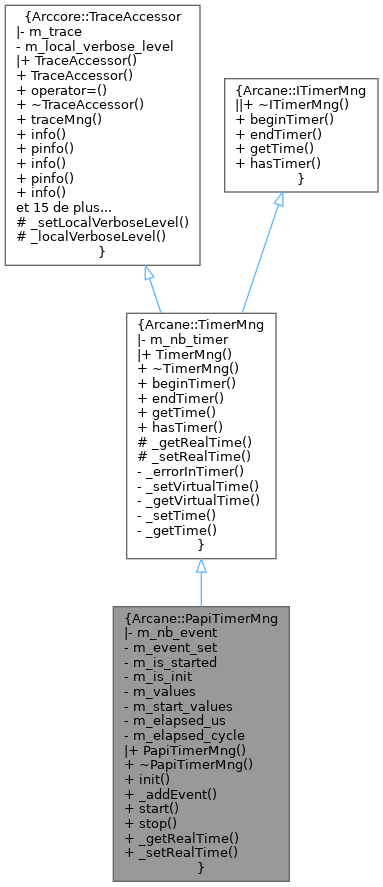 {Arccore::TraceAccessor
|- m_trace
- m_local_verbose_level
|+ TraceAccessor()
+ TraceAccessor()
+ operator=()
+ ~TraceAccessor()
+ traceMng()
+ info()
+ pinfo()
+ info()
+ pinfo()
+ info()
et 15 de plus...
# _setLocalVerboseLevel()
# _localVerboseLevel()
}
{Arcane::ITimerMng
||+ ~ITimerMng()
+ beginTimer()
+ endTimer()
+ getTime()
+ hasTimer()
}
{Arcane::TimerMng
|- m_nb_timer
|+ TimerMng()
+ ~TimerMng()
+ beginTimer()
+ endTimer()
+ getTime()
+ hasTimer()
# _getRealTime()
# _setRealTime()
- _errorInTimer()
- _setVirtualTime()
- _getVirtualTime()
- _setTime()
- _getTime()
}
{Arcane::PapiTimerMng
|- m_nb_event
- m_event_set
- m_is_started
- m_is_init
- m_values
- m_start_values
- m_elapsed_us
- m_elapsed_cycle
|+ PapiTimerMng()
+ ~PapiTimerMng()
+ init()
+ _addEvent()
+ start()
+ stop()
+ _getRealTime()
+ _setRealTime()
}